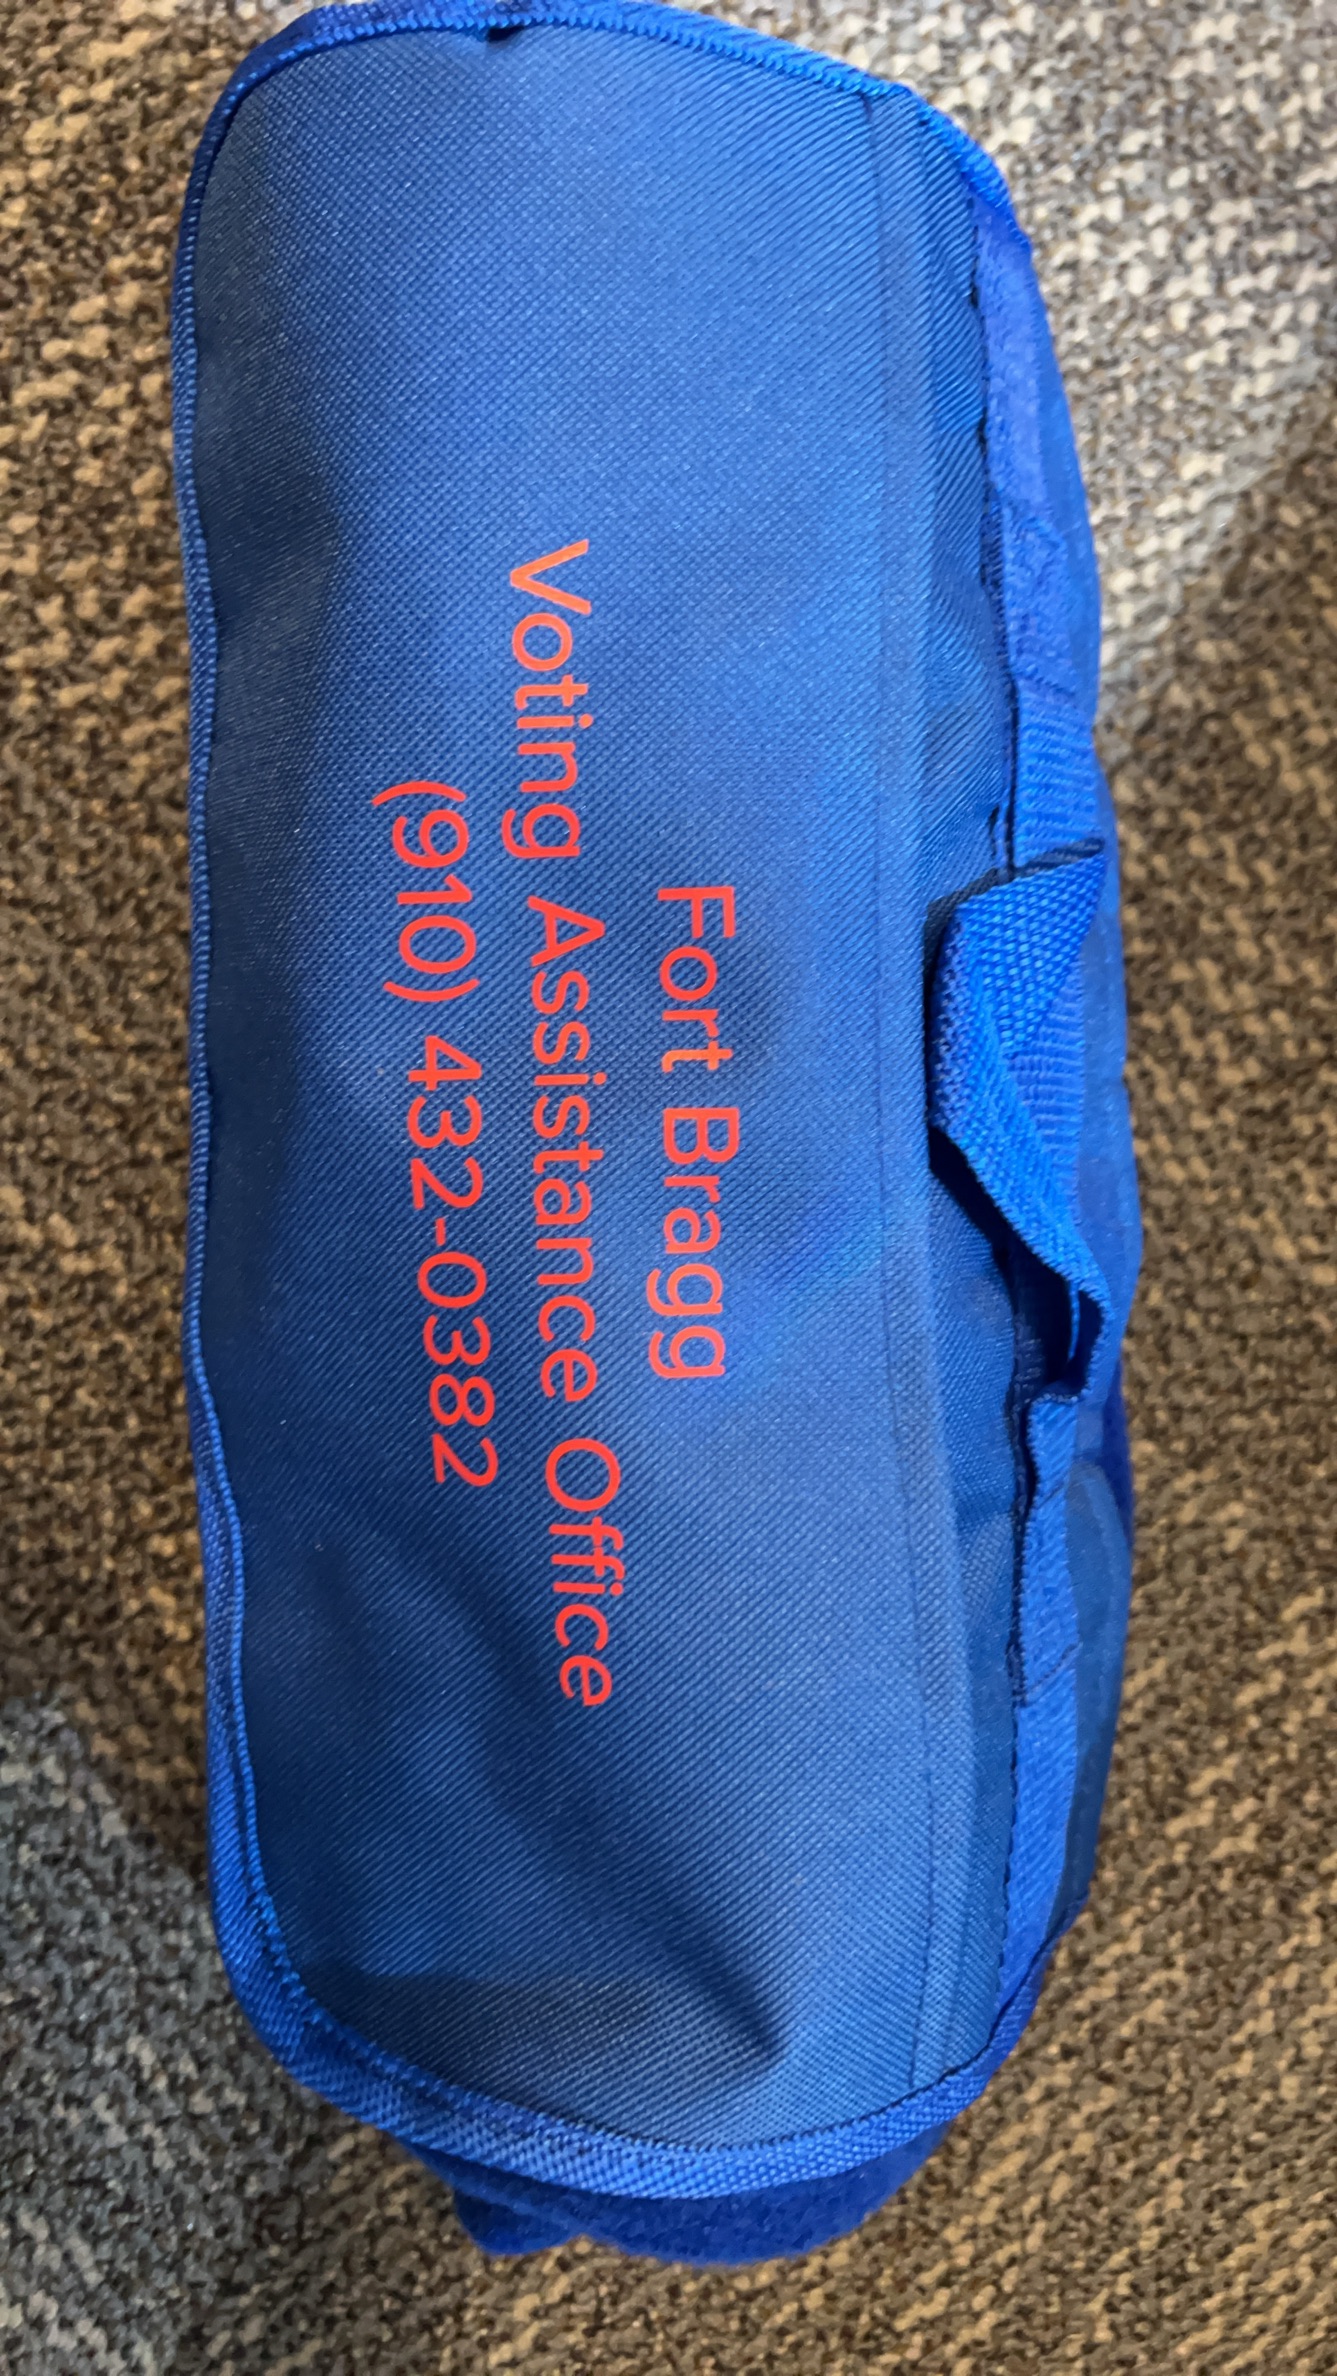 Fort Bragg
Voting Assistance Office
(910) 432-0382